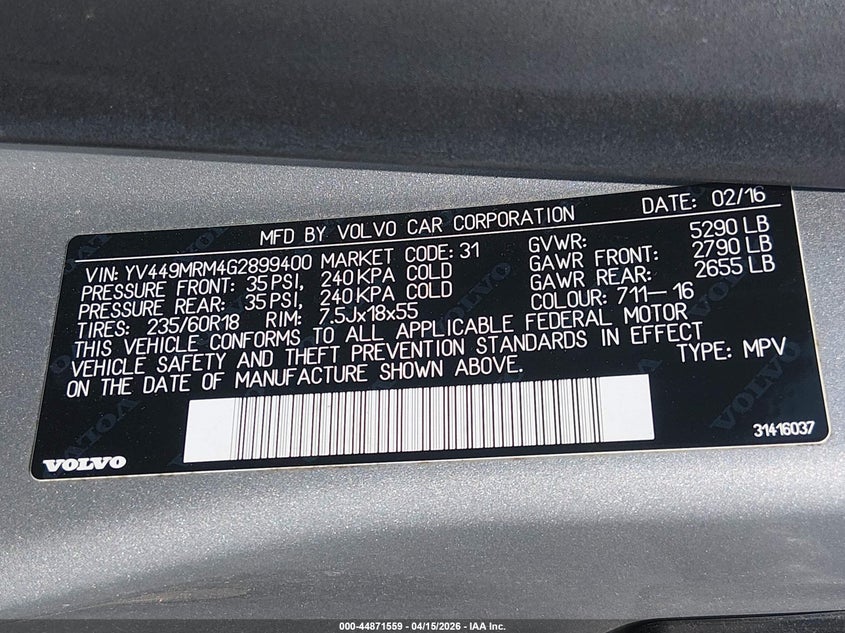 MFD BY VOLVO CAR CORPORATION DATE: 02/16
VIN: YV449MRM4G2899400 MARKET CODE: 31 GVWR: 5290 LB
PRESSURE FRONT: 35 PSI, 240 KPA COLD GAWR FRONT: 2790 LB
PRESSURE REAR: 35 PSI, 240 KPA COLD GAWR REAR: 2655 LB
TIRES: 235/60R18 RIM: 7.5Jx18x55 COLOUR: 711-16
THIS VEHICLE CONFORMS TO ALL APPLICABLE FEDERAL MOTOR
VEHICLE SAFETY AND THEFT PREVENTION STANDARDS IN EFFECT
ON THE DATE OF MANUFACTURE SHOWN ABOVE. TYPE: MPV
31416037
VOLVO
000-44871559 - 04/15/2026 - IAA Inc.